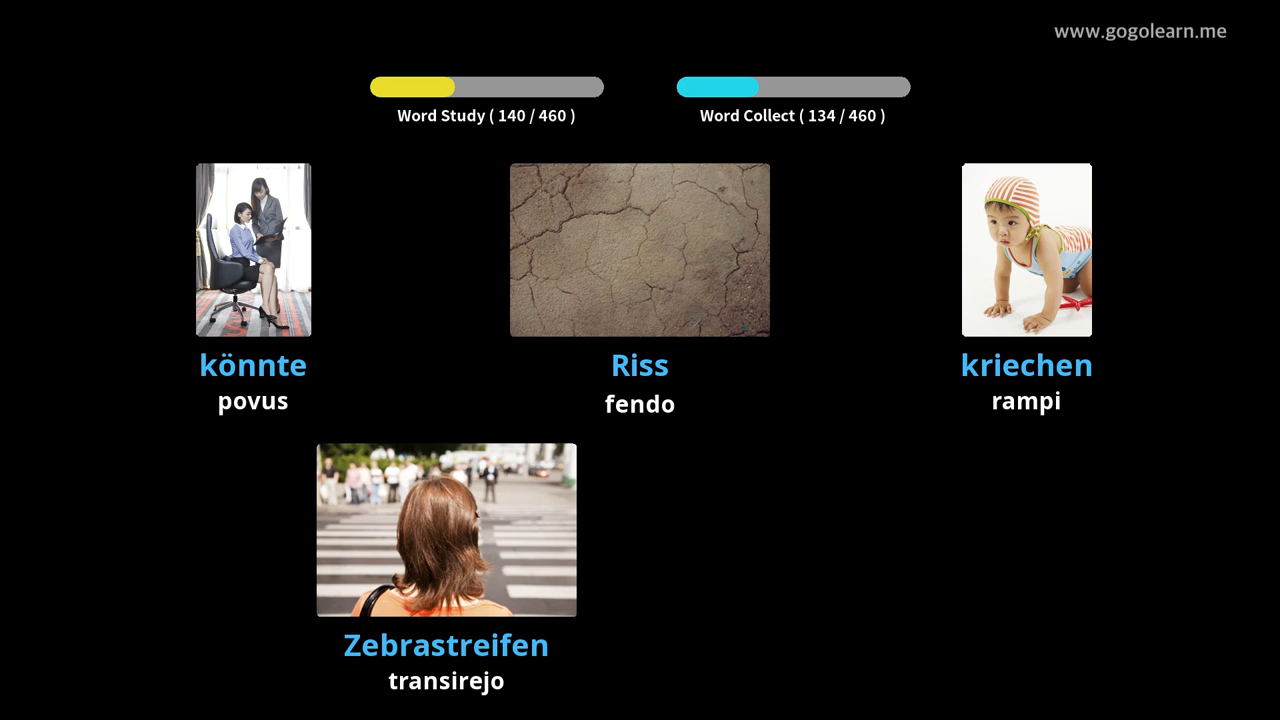 www.gogolearn.me
Word Study ( 140 / 460 )
Word Collect ( 134 / 460 )
könnte
povus
Riss
fendo
kriechen
rampi
Zebrastreifen
transirejo